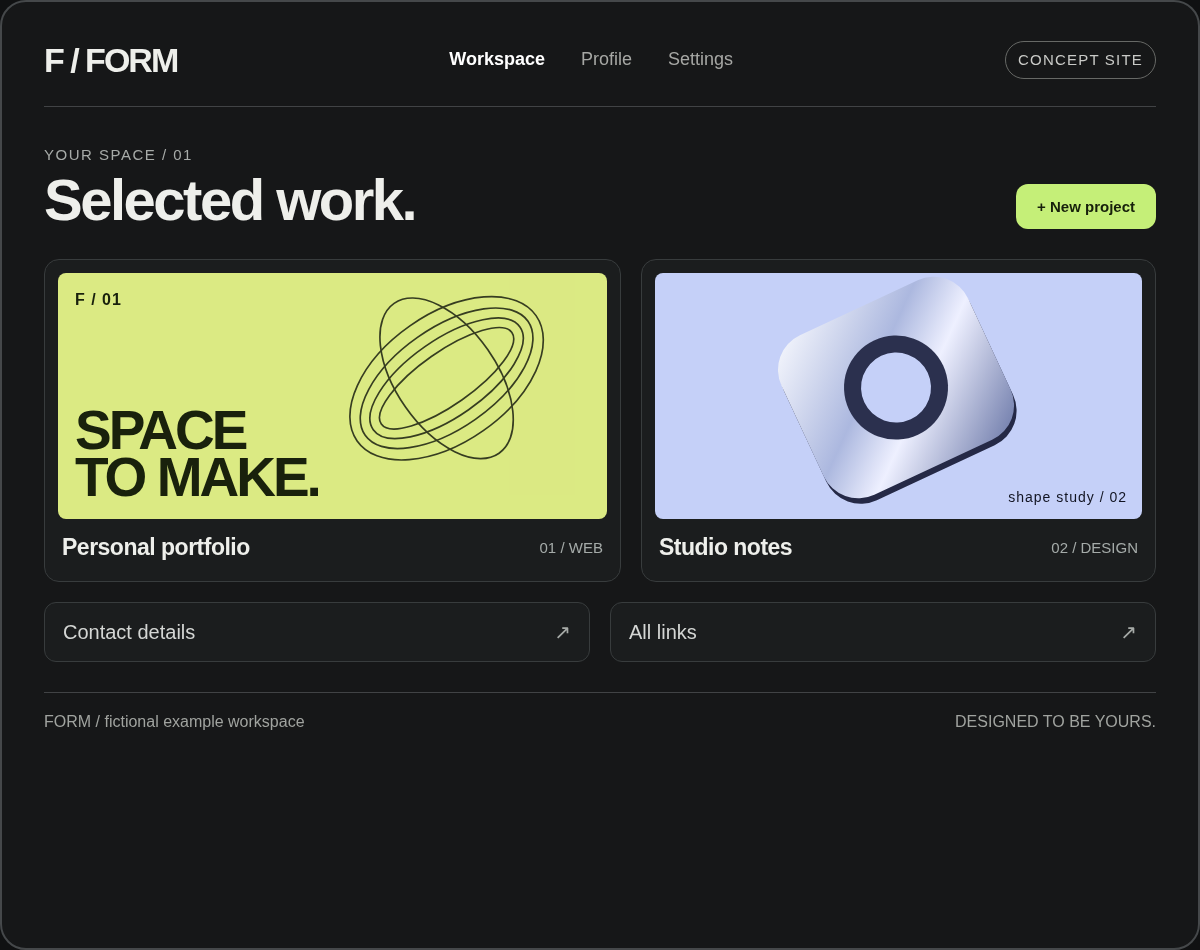 F / FORM
Workspace
Profile
Settings
CONCEPT SITE
YOUR SPACE / 01
Selected work.
+ New project
F / 01
SPACE
TO MAKE.
shape study / 02
Personal portfolio
01 / WEB
Studio notes
02 / DESIGN
Contact details ↗
All links ↗
FORM / fictional example workspace
DESIGNED TO BE YOURS.